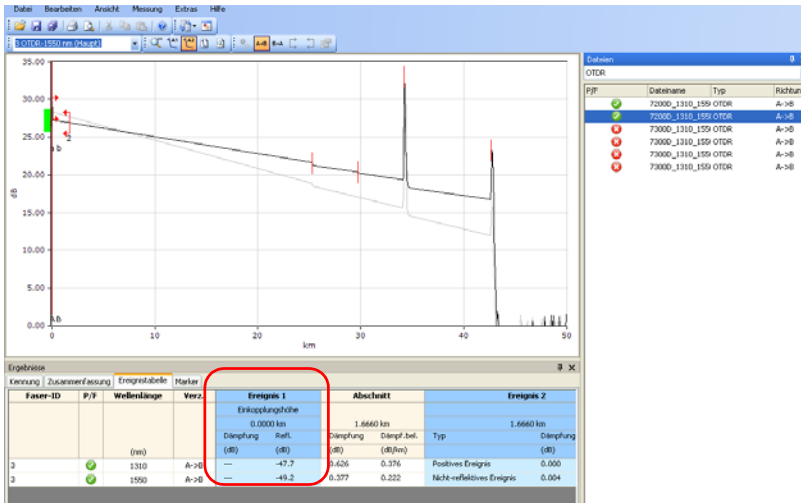 Datei Bearbeiten Ansicht Messung Extras Hilfe
3 OTDR-1550 nm (Haupt)
A→B B→A
35.00
30.00
25.00
20.00
15.00
10.00
5.00
0.00
dB
2
b
A B
0 10 20 30 40 50
km
Dateien
OTDR
P/F Dateiname Typ Richtun
7200D_1310_155 OTDR A->B
7200D_1310_155 OTDR A->B
7300D_1310_155 OTDR A->B
7300D_1310_155 OTDR A->B
7300D_1310_155 OTDR A->B
7300D_1310_155 OTDR A->B
Ergebnisse
Kennung Zusammenfassung Ereignistabelle Marker
Faser-ID P/F Wellenlänge Verz. Ereignis 1 Abschnitt Ereignis 2
Einkopplungshöhe
0.0000 km 1.6660 km 1.6660 km
Dämpfung Refl. Dämpfung Dämpf.bel. Typ Dämpfung
(nm) (dB) (dB) (dB) (dB/km) (dB)
3 1310 A->B --- -47.7 0.626 0.376 Positives Ereignis 0.000
3 1550 A->B --- -49.2 0.377 0.222 Nicht-reflektives Ereignis 0.004